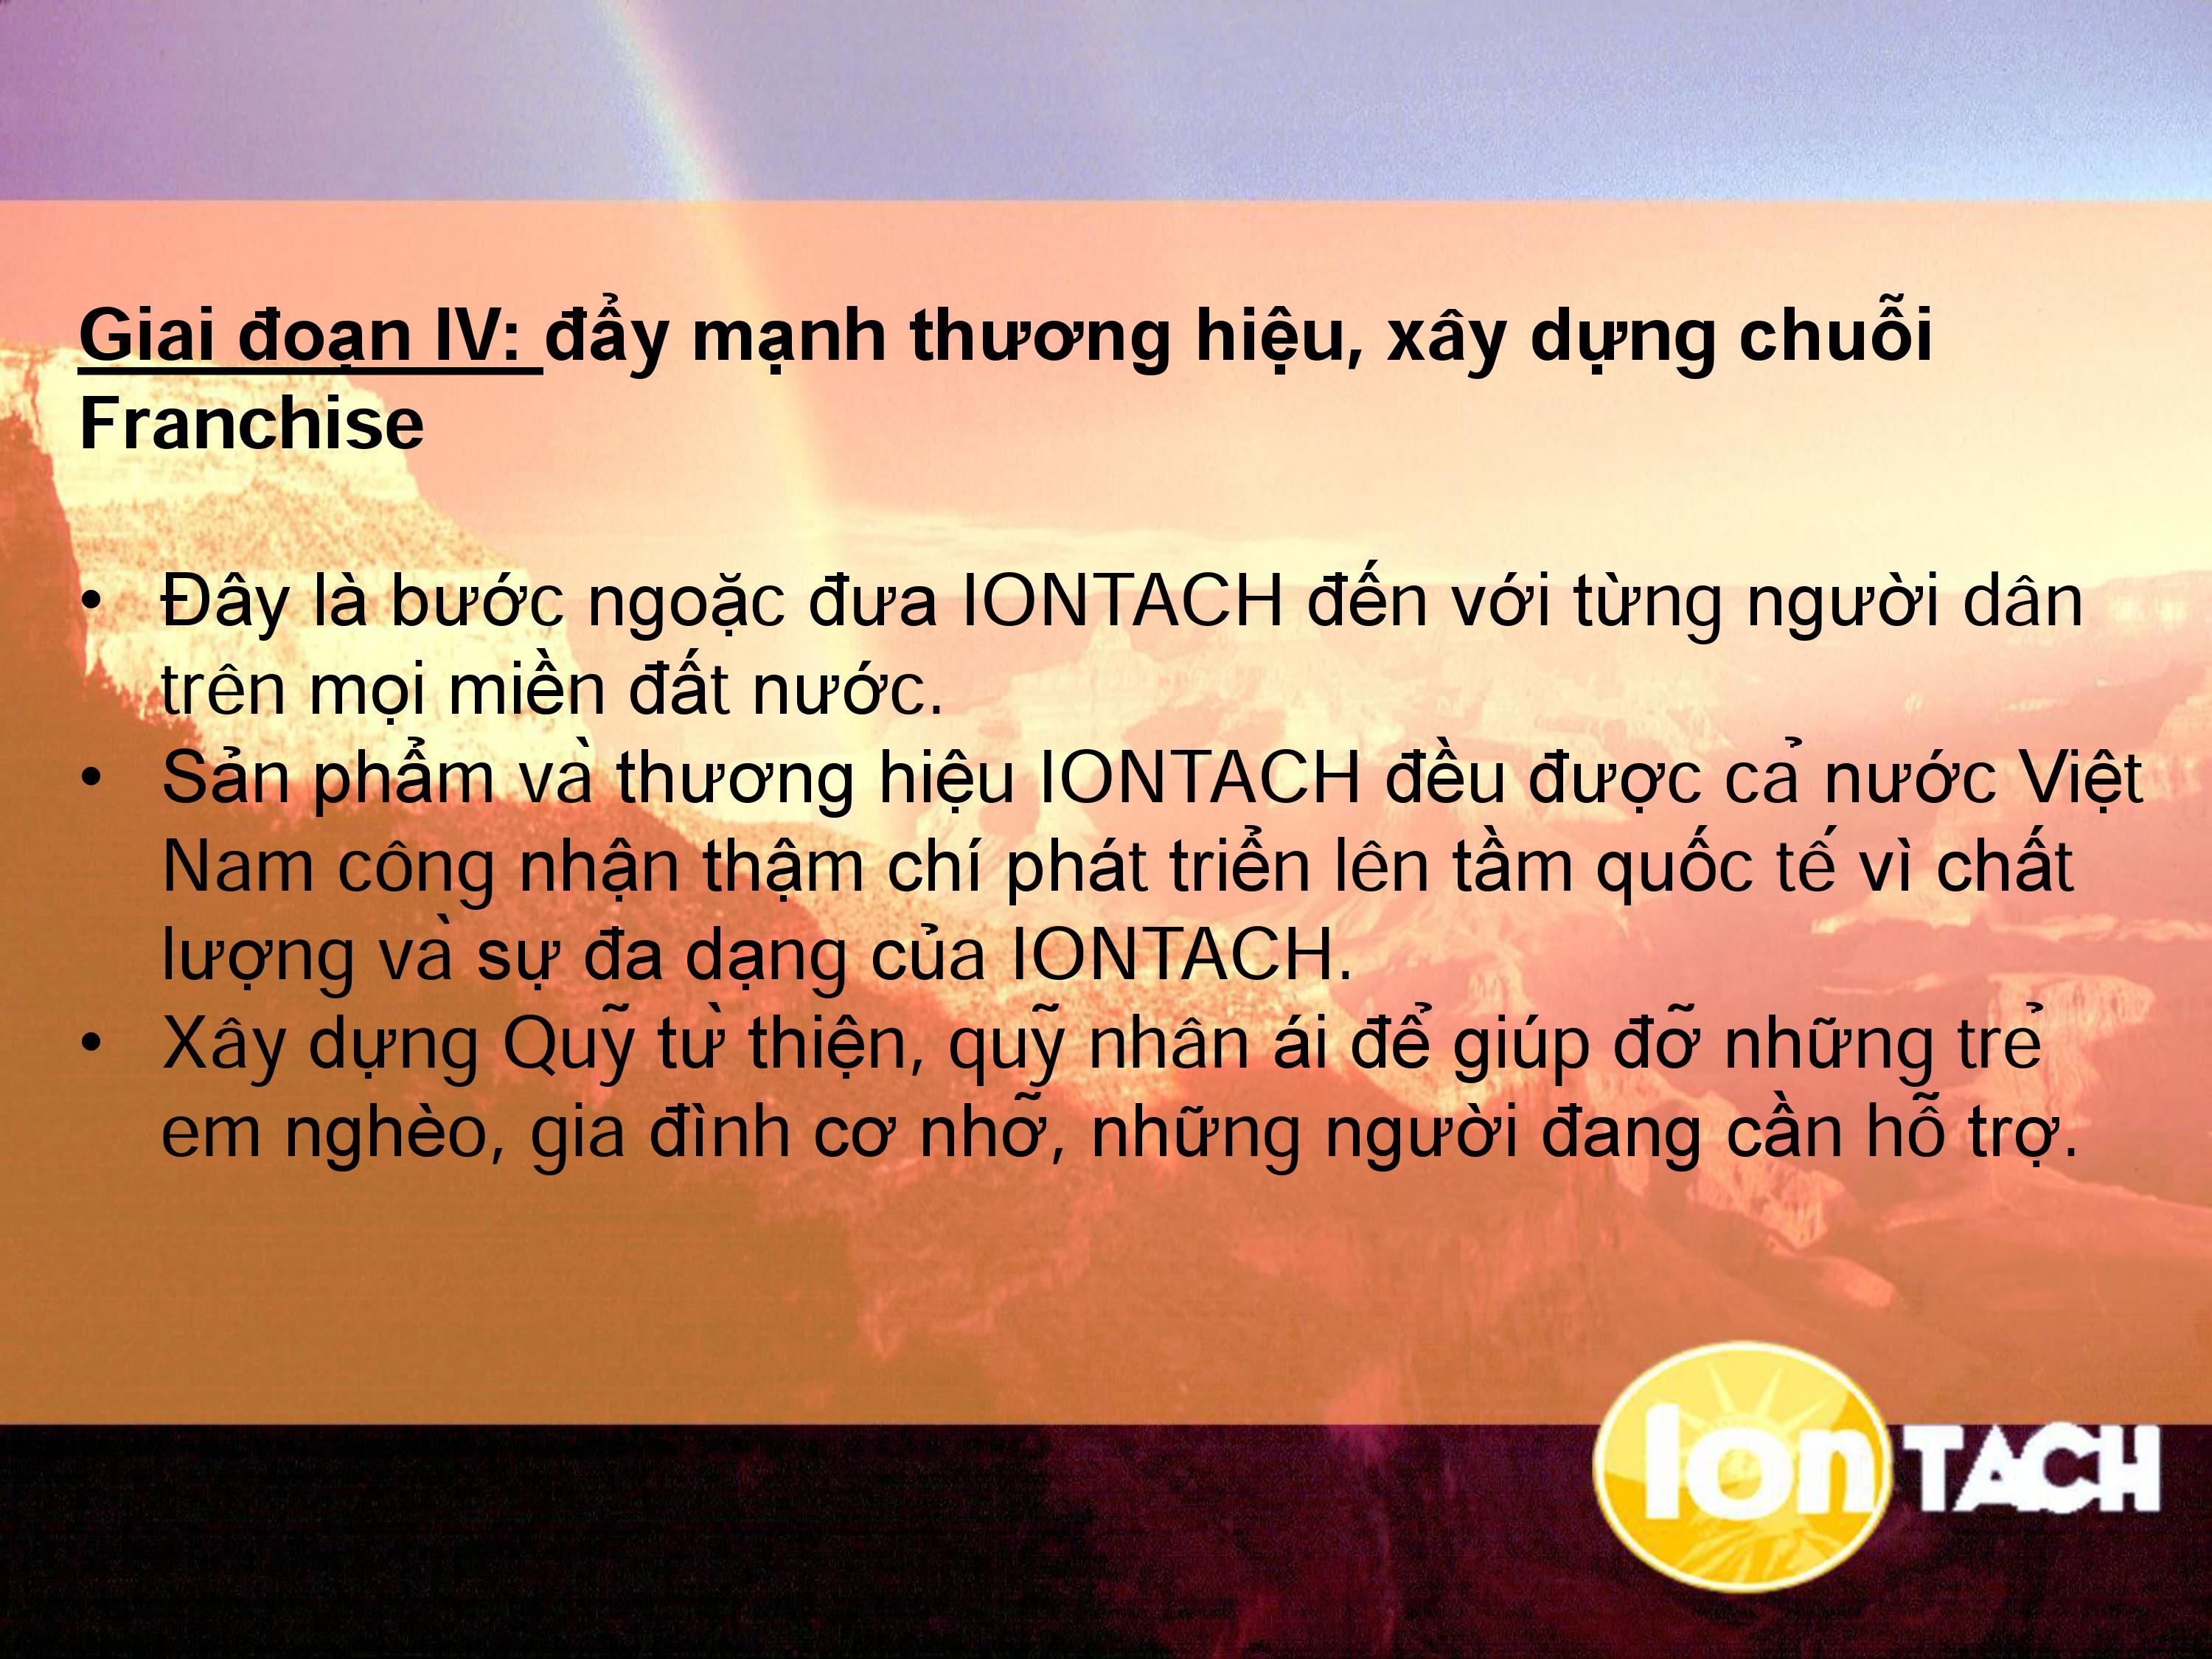 Giai đoạn IV: đẩy mạnh thương hiệu, xây dựng chuỗi
Franchise
• Đây là bước ngoặc đưa IONTACH đến với từng người dân
trên mọi miền đất nước.
• Sản phẩm và thương hiệu IONTACH đều được cả nước Việt
Nam công nhận thậm chí phát triển lên tầm quốc tế vì chất
lượng và sự đa dạng của IONTACH.
• Xây dựng Quỹ từ thiện, quỹ nhân ái để giúp đỡ những trẻ
em nghèo, gia đình cơ nhỡ, những người đang cần hỗ trợ.
Ion TACH